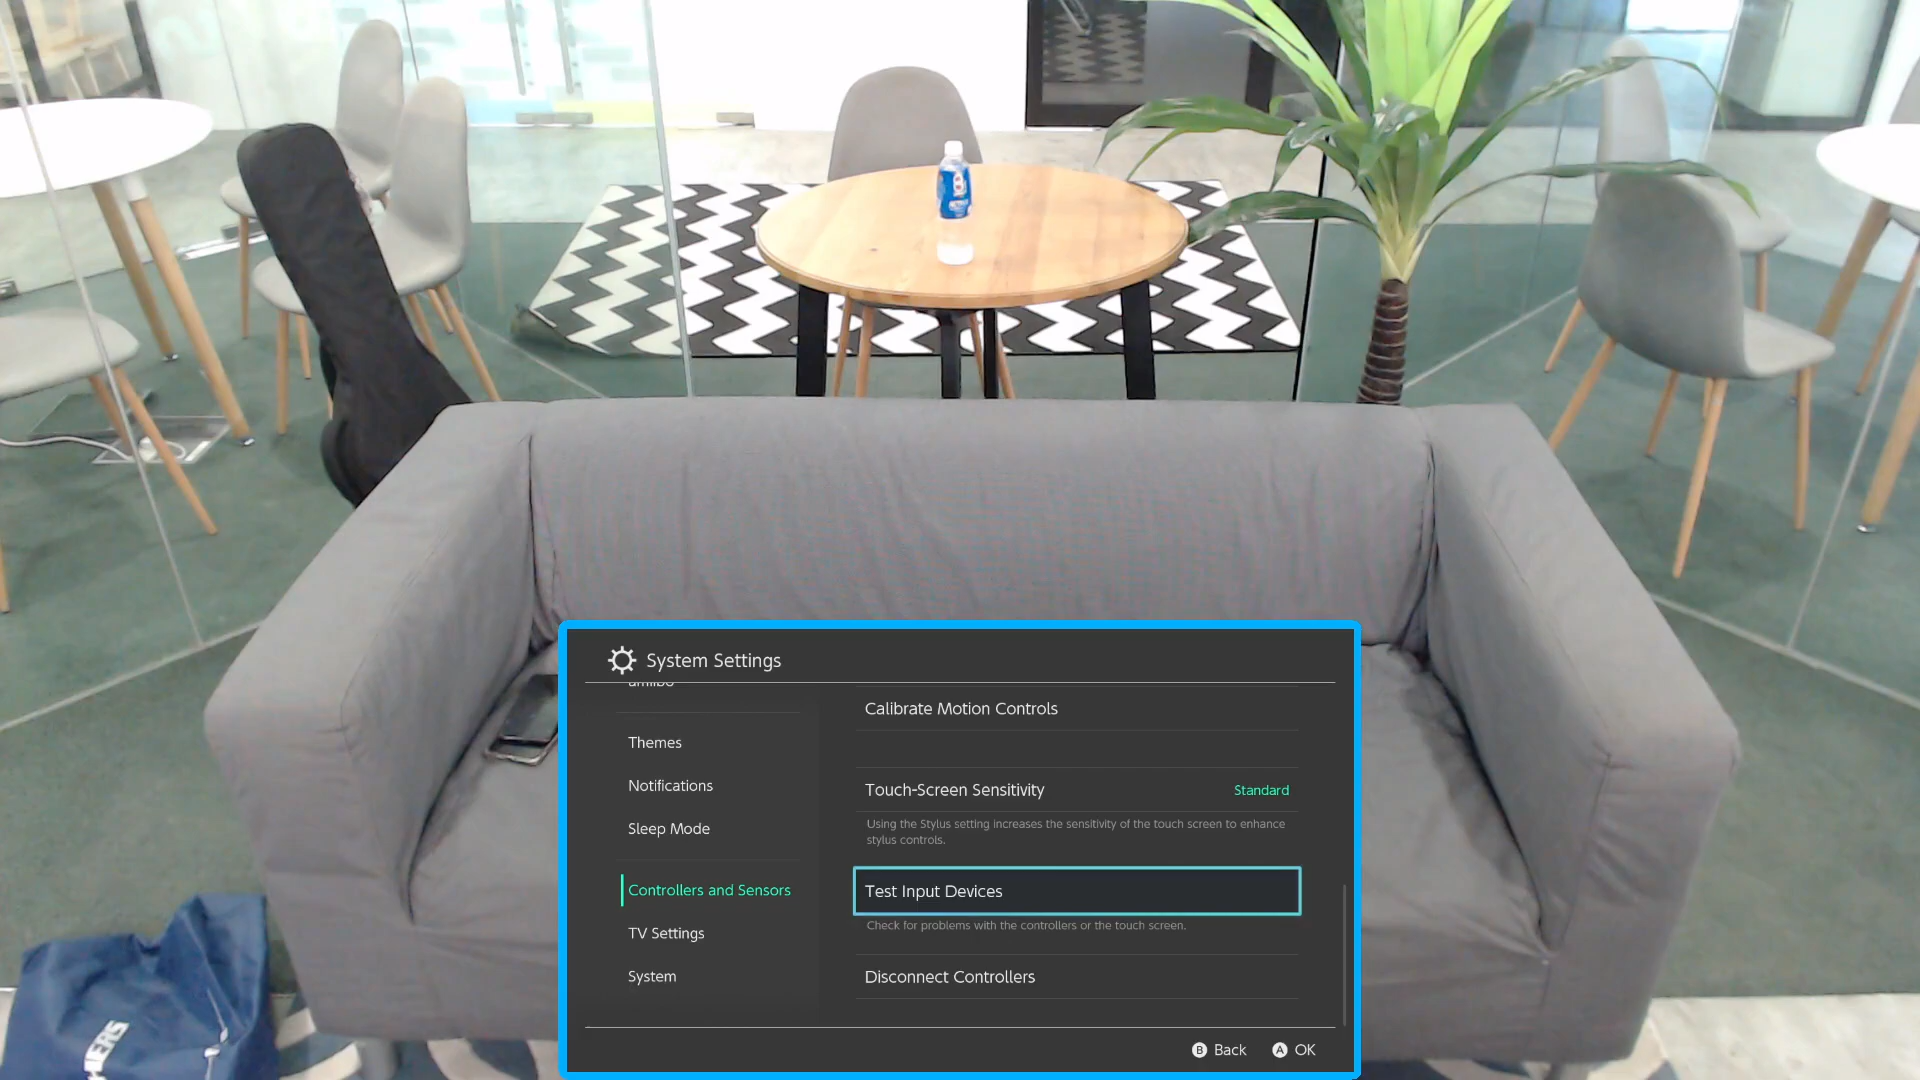 System Settings
Themes
Notifications
Sleep Mode
Controllers and Sensors
TV Settings
System
Calibrate Motion Controls
Touch-Screen Sensitivity Standard
Using the Stylus setting increases the sensitivity of the touch screen to enhance
stylus controls.
Test Input Devices
Check for problems with the controllers or the touch screen.
Disconnect Controllers
B Back A OK